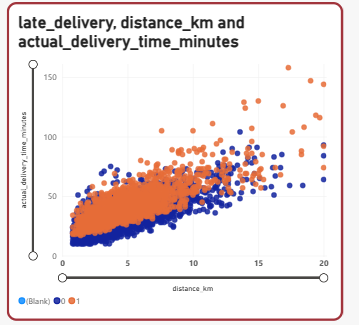 late_delivery, distance_km and
actual_delivery_time_minutes
150
100
50
0
actual_delivery_time_minutes
0 5 10 15 20
distance_km
(Blank) 0 1